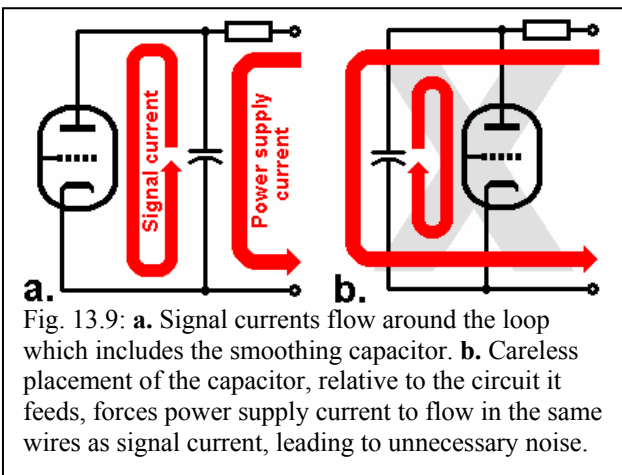 Signal current
Power supply
current
a.
b.
Fig. 13.9: a. Signal currents flow around the loop
which includes the smoothing capacitor. b. Careless
placement of the capacitor, relative to the circuit it
feeds, forces power supply current to flow in the same
wires as signal current, leading to unnecessary noise.